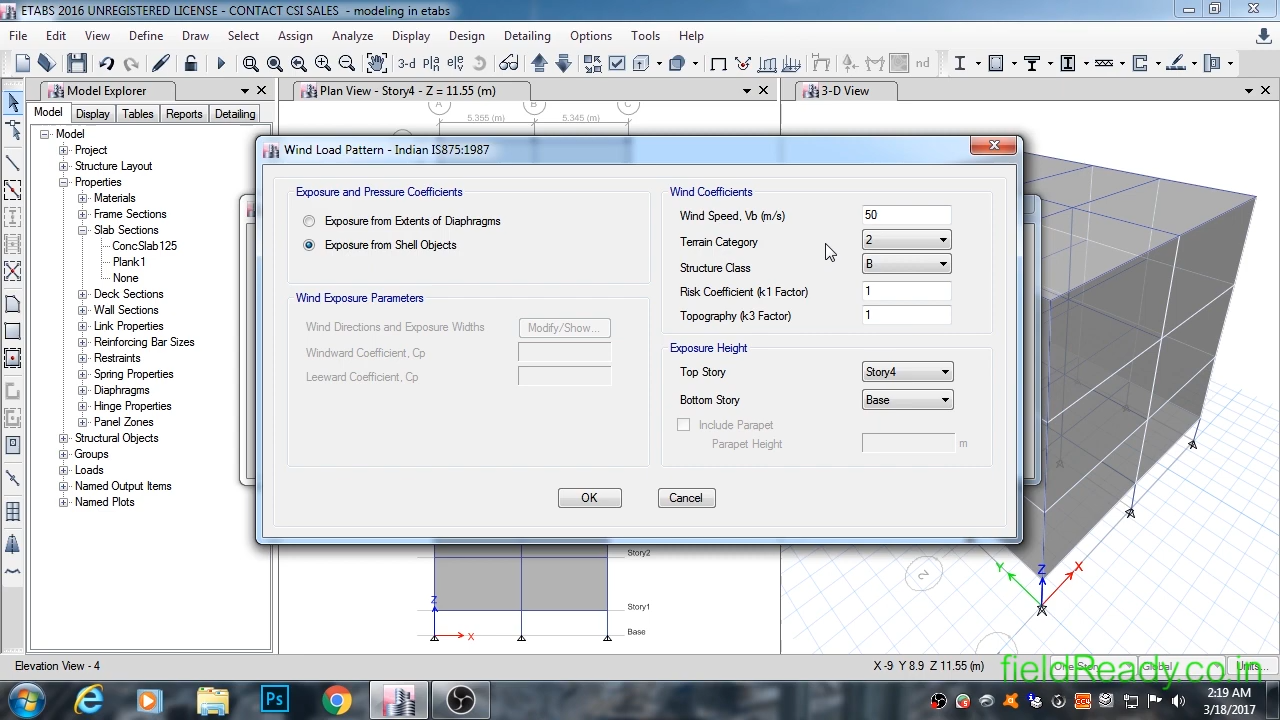 ETABS 2016 UNREGISTERED LICENSE - CONTACT CSI SALES - modeling in etabs
File Edit View Define Draw Select Assign Analyze Display Design Detailing Options Tools Help
3-d
nd
Model Explorer
Plan View - Story4 - Z = 11.55 (m)
3-D View
Model Display Tables Reports Detailing
A B C
5.355 (m) 5.345 (m)
Model
Project
Structure Layout
Properties
Materials
Frame Sections
Slab Sections
ConcSlab125
Plank1
None
Deck Sections
Wall Sections
Link Properties
Reinforcing Bar Sizes
Restraints
Spring Properties
Diaphragms
Hinge Properties
Panel Zones
Structural Objects
Groups
Loads
Named Output Items
Named Plots
Wind Load Pattern - Indian IS875:1987
Exposure and Pressure Coefficients
Exposure from Extents of Diaphragms
Exposure from Shell Objects
Wind Exposure Parameters
Wind Directions and Exposure Widths Modify/Show...
Windward Coefficient, Cp
Leeward Coefficient, Cp
Wind Coefficients
Wind Speed, Vb (m/s) 50
Terrain Category 2
Structure Class B
Risk Coefficient (k1 Factor) 1
Topography (k3 Factor) 1
Exposure Height
Top Story Story4
Bottom Story Base
Include Parapet
Parapet Height m
OK Cancel
Story2
Story1
Base
Z
X
Z
Y
X
2
Elevation View - 4
X -9 Y 8.9 Z 11.55 (m)
One Story Global Units...
fieldReady.co.in
Ps
2:19 AM
3/18/2017